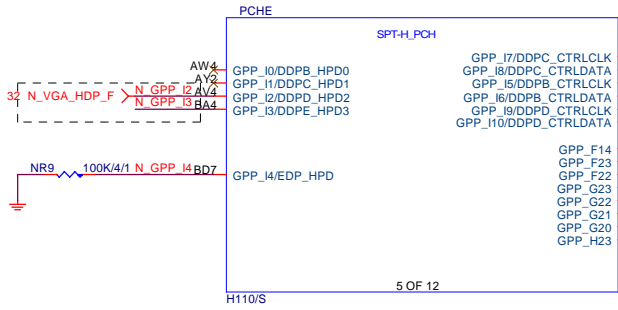 PCHE
SPT-H_PCH
AW4
GPP_I0/DDPB_HPD0
AY2
GPP_I1/DDPC_HPD1
32 N_VGA_HDP_F
N_GPP_I2
AV4
GPP_I2/DDPD_HPD2
N_GPP_I3
BA4
GPP_I3/DDPE_HPD3
GPP_I7/DDPC_CTRLCLK
GPP_I8/DDPC_CTRLDATA
GPP_I5/DDPB_CTRLCLK
GPP_I6/DDPB_CTRLDATA
GPP_I9/DDPD_CTRLCLK
GPP_I10/DDPD_CTRLDATA
NR9
100K/4/1
N_GPP_I4
BD7
GPP_I4/EDP_HPD
GPP_F14
GPP_F23
GPP_F22
GPP_G23
GPP_G22
GPP_G21
GPP_G20
GPP_H23
5 OF 12
H110/S